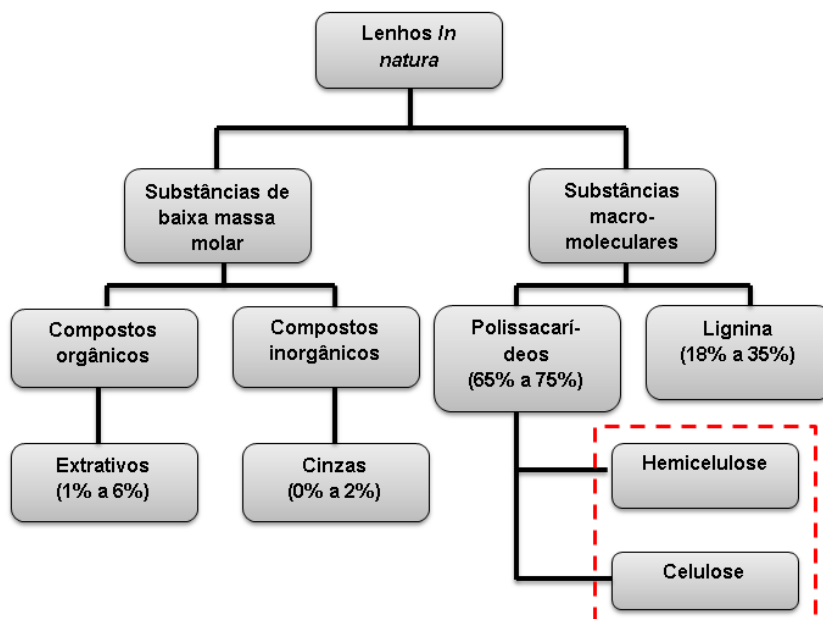 Lenhos In
natura
Substâncias de
baixa massa
molar
Substâncias
macro-
moleculares
Compostos
orgânicos
Compostos
inorgânicos
Polissacarí-
deos
(65% a 75%)
Lignina
(18% a 35%)
Extrativos
(1% a 6%)
Cinzas
(0% a 2%)
Hemicelulose
Celulose